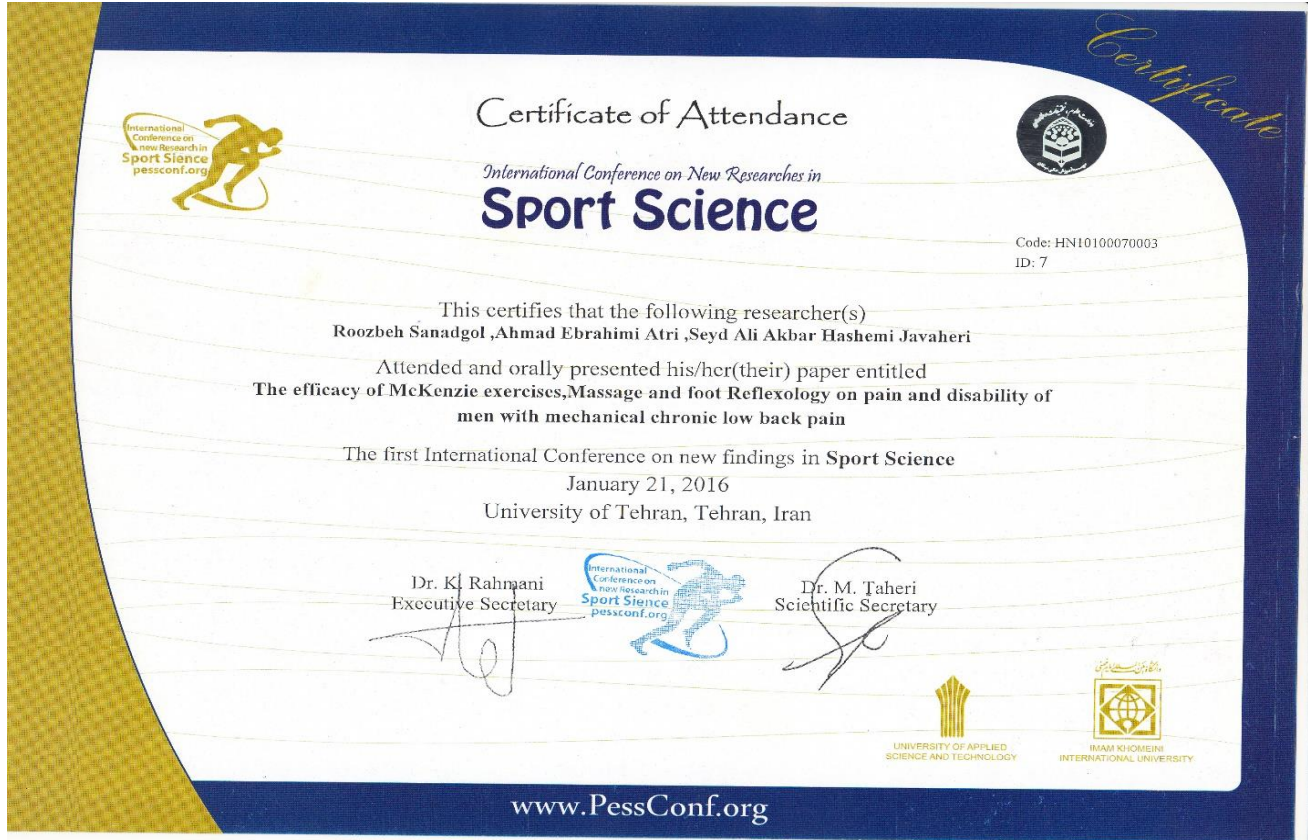 Certificate
Certificate of Attendance
International
Conference on
new Research in
Sport Sience
pessconf.org
International Conference on New Researches in
Sport Science
Code: HN10100070003
ID: 7
This certifies that the following researcher(s)
Roozbeh Sanadgol ,Ahmad Ebrahimi Atri ,Seyd Ali Akbar Hashemi Javaheri
Attended and orally presented his/her(their) paper entitled
The efficacy of McKenzie exercises,Massage and foot Reflexology on pain and disability of
men with mechanical chronic low back pain
The first International Conference on new findings in Sport Science
January 21, 2016
University of Tehran, Tehran, Iran
Dr. K. Rahmani
Executive Secretary
International
Conference on
new Research in
Sport Sience
pessconf.org
Dr. M. Taheri
Scientific Secretary
UNIVERSITY OF APPLIED
SCIENCE AND TECHNOLOGY
IMAM KHOMEINI
INTERNATIONAL UNIVERSITY
www.PessConf.org